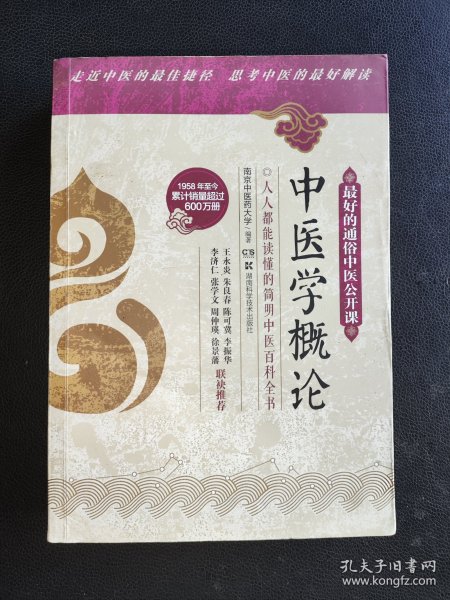 走近中医的最佳捷径 思考中医的最好解读
最好的通俗中医公开课
中医学概论
◎人人都能读懂的简明中医百科全书
南京中医药大学/编著
湖南科学技术出版社
1958年至今
累计销量超过
600万册
王永炎 朱良春 陈可冀 李振华
李济仁 张学文 周仲瑛 徐景藩
联袂推荐
孔夫子旧书网
www.kongfz.com